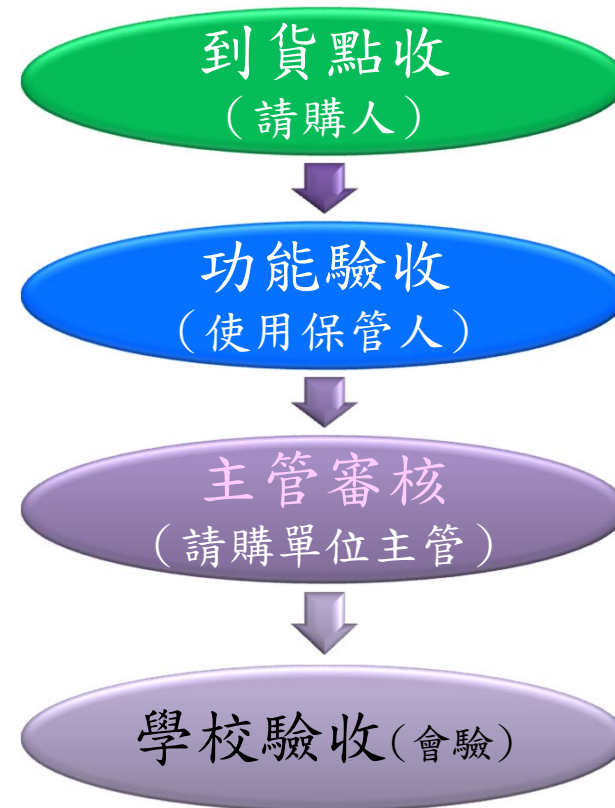 到貨點收
（請購人）
功能驗收
（使用保管人）
主管審核
（請購單位主管）
學校驗收(會驗)